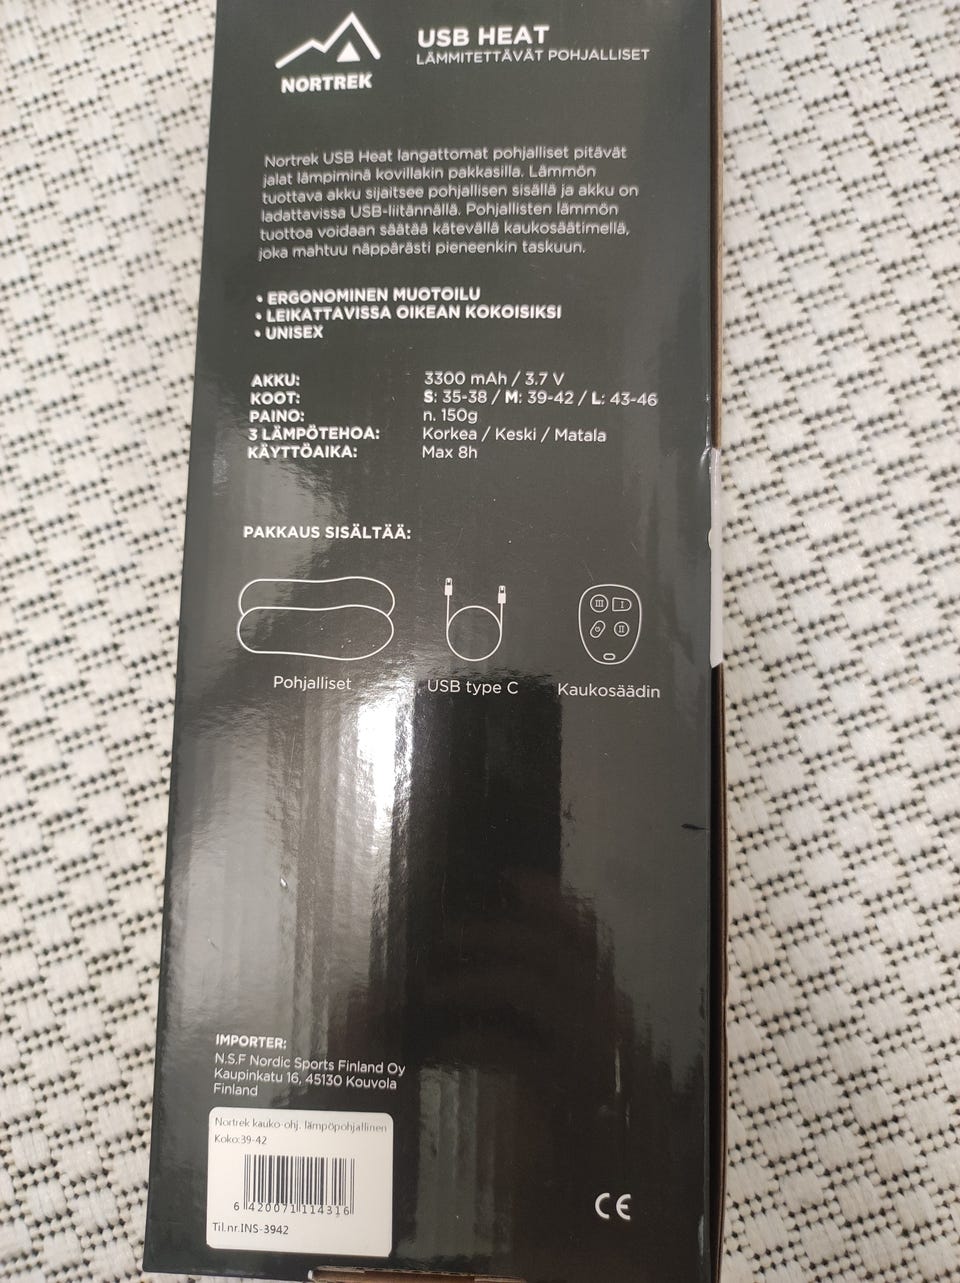 NORTREK
USB HEAT
LÄMMITETTÄVÄT POHJALLISET
Nortrek USB Heat langattomat pohjalliset pitävät
jalat lämpiminä kovillakin pakkasilla. Lämmön
tuottava akku sijaitsee pohjallisen sisällä ja akku on
ladattavissa USB-liitännällä. Pohjallisten lämmön
tuottoa voidaan säätää kätevällä kaukosäätimellä,
joka mahtuu näppärästi pieneenkin taskuun.
• ERGONOMINEN MUOTOILU
• LEIKATTAVISSA OIKEAN KOKOISIKSI
• UNISEX
AKKU: 3300 mAh / 3.7 V
KOOT: S: 35-38 / M: 39-42 / L: 43-46
PAINO: n. 150g
3 LÄMPÖTEHOA: Korkea / Keski / Matala
KÄYTTÖAIKA: Max 8h
PAKKAUS SISÄLTÄÄ:
III I
II
Pohjalliset USB type C Kaukosäädin
IMPORTER:
N.S.F Nordic Sports Finland Oy
Kaupinkatu 16, 45130 Kouvola
Finland
Nortrek kauko-ohj. lämpöpohjallinen
Koko:39-42
6 420071 114316
Til.nr.INS-3942
CE